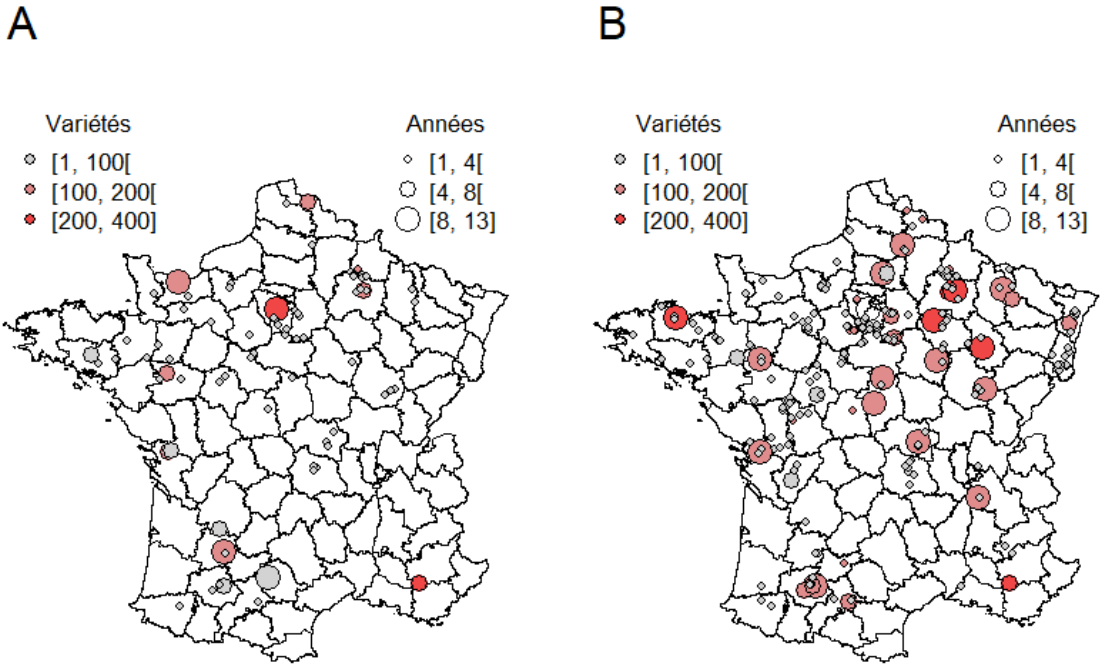 A
B
Variétés
Années
[1, 100[
[1, 4[
[100, 200[
[4, 8[
[200, 400]
[8, 13]
Variétés
Années
[1, 100[
[1, 4[
[100, 200[
[4, 8[
[200, 400]
[8, 13]